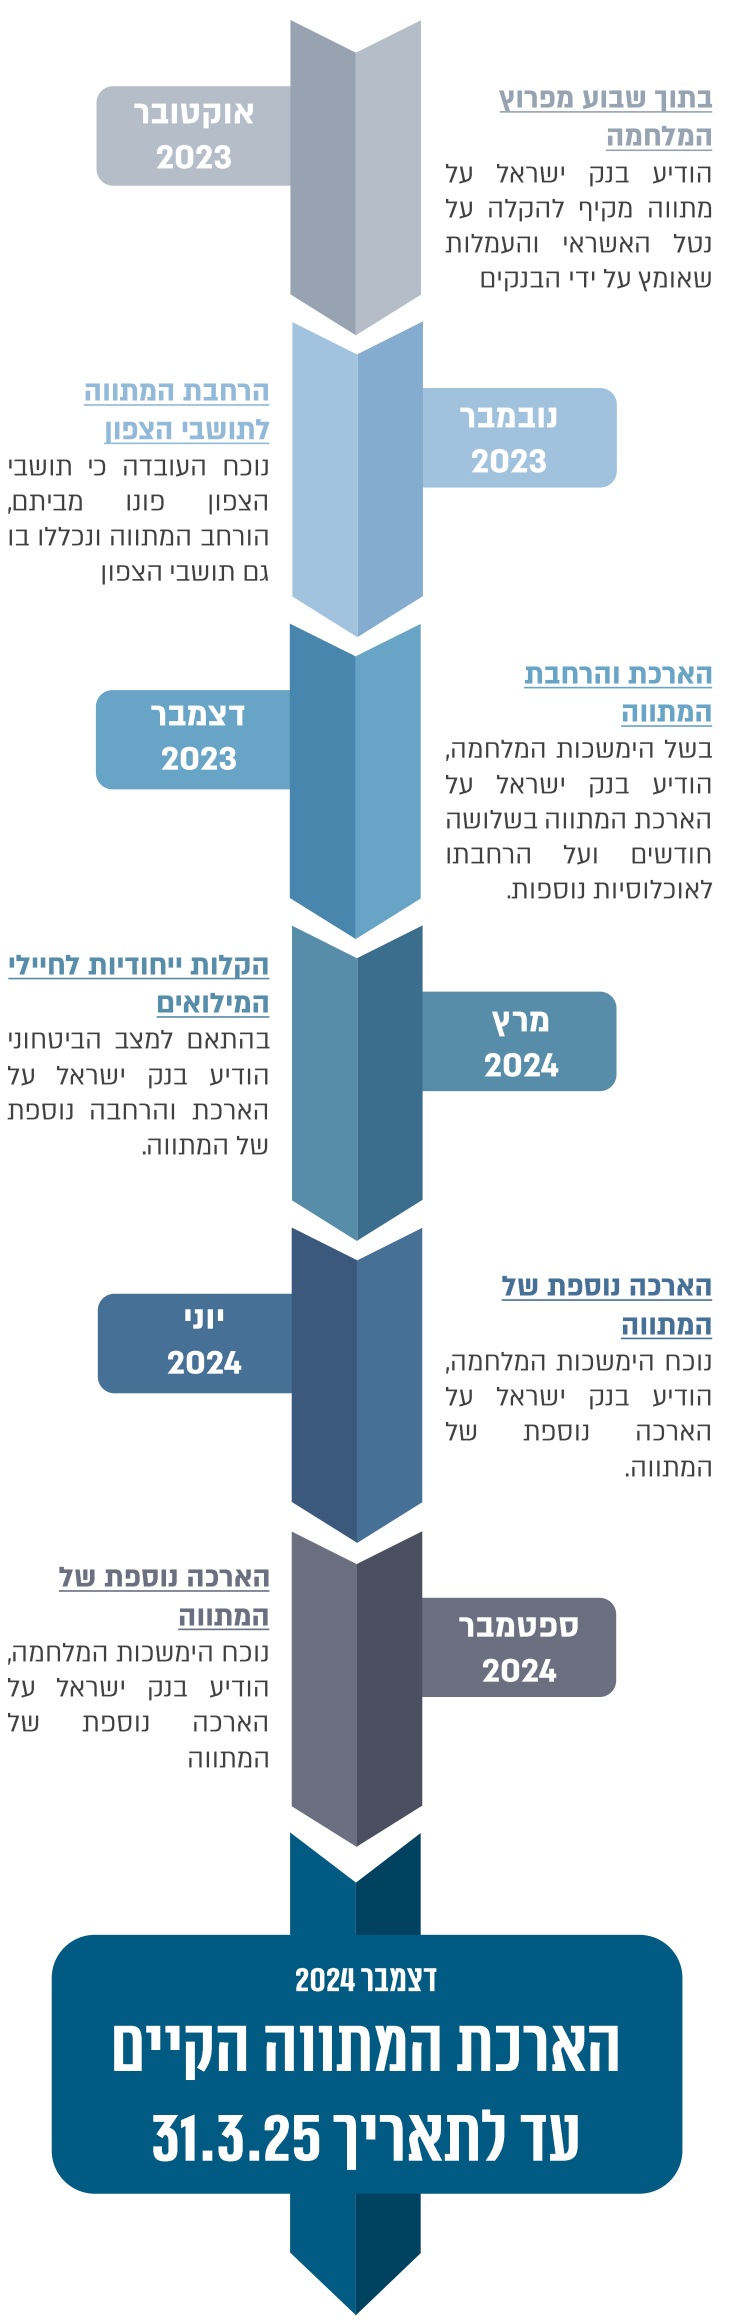 אוקטובר
2023
בתוך שבוע מפרוץ
המלחמה
הודיע בנק ישראל על
מתווה מקיף להקלה על
נטל האשראי והעמלות
שאומץ על ידי הבנקים
נובמבר
2023
הרחבת המתווה
לתושבי הצפון
נוכח העובדה כי תושבי
הצפון פונו מביתם,
הורחב המתווה ונכללו בו
גם תושבי הצפון
דצמבר
2023
הארכת והרחבת
המתווה
בשל הימשכות המלחמה,
הודיע בנק ישראל על
הארכת המתווה בשלושה
חודשים ועל הרחבתו
לאוכלוסיות נוספות.
מרץ
2024
הקלות ייחודיות לחיילי
המילואים
בהתאם למצב הביטחוני
הודיע בנק ישראל על
הארכת והרחבה נוספת
של המתווה.
יוני
2024
הארכה נוספת של
המתווה
נוכח הימשכות המלחמה,
הודיע בנק ישראל על
הארכה נוספת של
המתווה.
ספטמבר
2024
הארכה נוספת של
המתווה
נוכח הימשכות המלחמה,
הודיע בנק ישראל על
הארכה נוספת של
המתווה
דצמבר 2024
הארכת המתווה הקיים
עד לתאריך 31.3.25